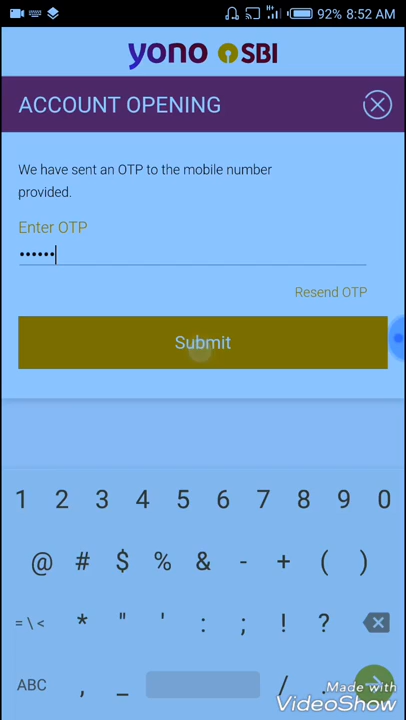 92% 8:52 AM
yono SBI
ACCOUNT OPENING
We have sent an OTP to the mobile number
provided.
Enter OTP
••••••
Resend OTP
Submit
1 2 3 4 5 6 7 8 9 0
@ # $ % & - + ( )
= \ < * " ' : ; ! ?
ABC , _ / .
Made with
VideoShow